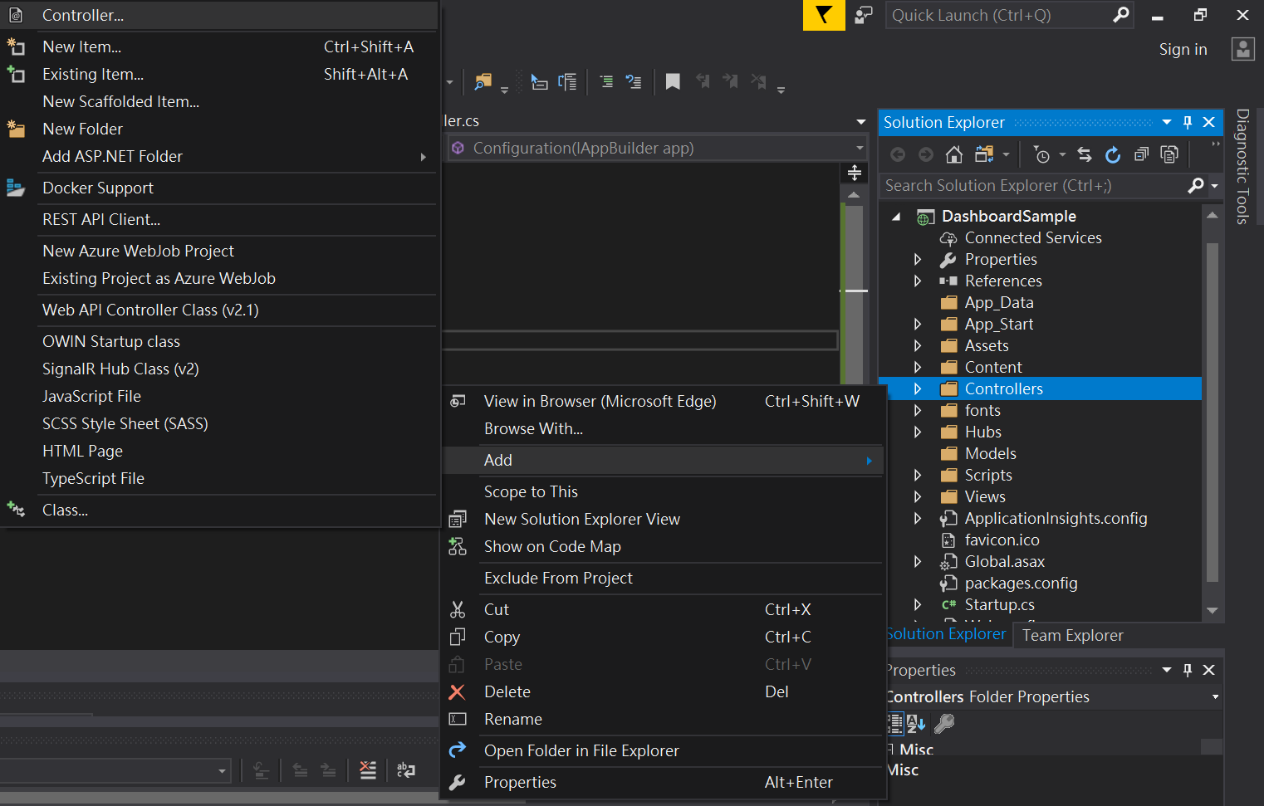 Controller...
New Item... Ctrl+Shift+A
Existing Item... Shift+Alt+A
New Scaffolded Item...
New Folder
Add ASP.NET Folder
Docker Support
REST API Client...
New Azure WebJob Project
Existing Project as Azure WebJob
Web API Controller Class (v2.1)
OWIN Startup class
SignalR Hub Class (v2)
JavaScript File
SCSS Style Sheet (SASS)
HTML Page
TypeScript File
Class...
Quick Launch (Ctrl+Q)
Sign in
ler.cs
Configuration(IAppBuilder app)
View in Browser (Microsoft Edge) Ctrl+Shift+W
Browse With...
Add
Scope to This
New Solution Explorer View
Show on Code Map
Exclude From Project
Cut Ctrl+X
Copy Ctrl+C
Paste Ctrl+V
Delete Del
Rename
Open Folder in File Explorer
Properties Alt+Enter
Solution Explorer
Search Solution Explorer (Ctrl+;)
DashboardSample
Connected Services
Properties
References
App_Data
App_Start
Assets
Content
Controllers
fonts
Hubs
Models
Scripts
Views
ApplicationInsights.config
favicon.ico
Global.asax
packages.config
Startup.cs
Solution Explorer Team Explorer
Properties
Controllers Folder Properties
Misc
Misc
Diagnostic Tools